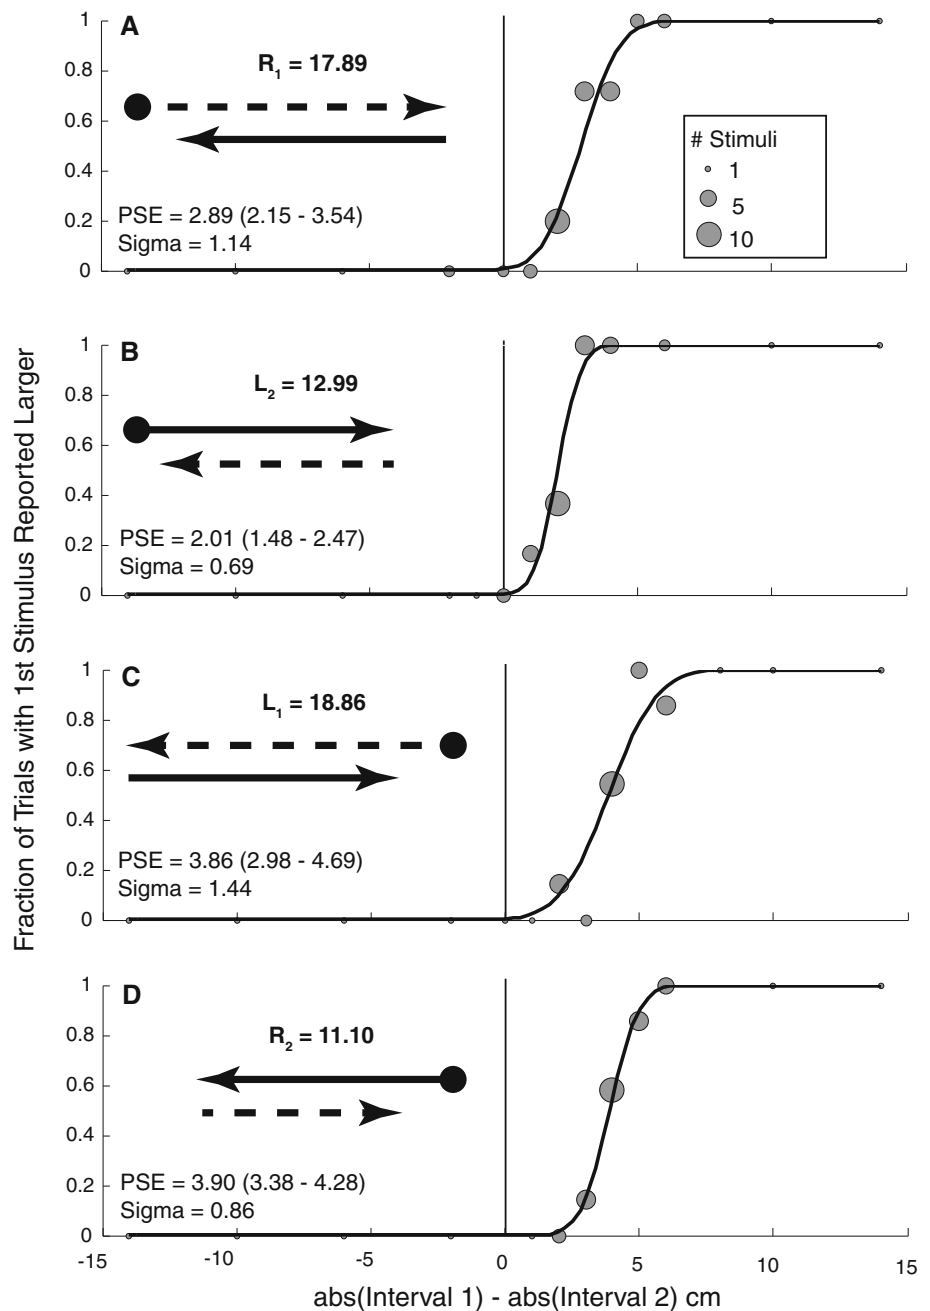 Fraction of Trials with 1st Stimulus Reported Larger
A
R1 = 17.89
PSE = 2.89 (2.15 - 3.54)
Sigma = 1.14
# Stimuli
1
5
10
1
0.8
0.6
0.4
0.2
0
B
L2 = 12.99
PSE = 2.01 (1.48 - 2.47)
Sigma = 0.69
1
0.8
0.6
0.4
0.2
0
C
L1 = 18.86
PSE = 3.86 (2.98 - 4.69)
Sigma = 1.44
1
0.8
0.6
0.4
0.2
0
D
R2 = 11.10
PSE = 3.90 (3.38 - 4.28)
Sigma = 0.86
1
0.8
0.6
0.4
0.2
0
-15 -10 -5 0 5 10 15
abs(Interval 1) - abs(Interval 2) cm